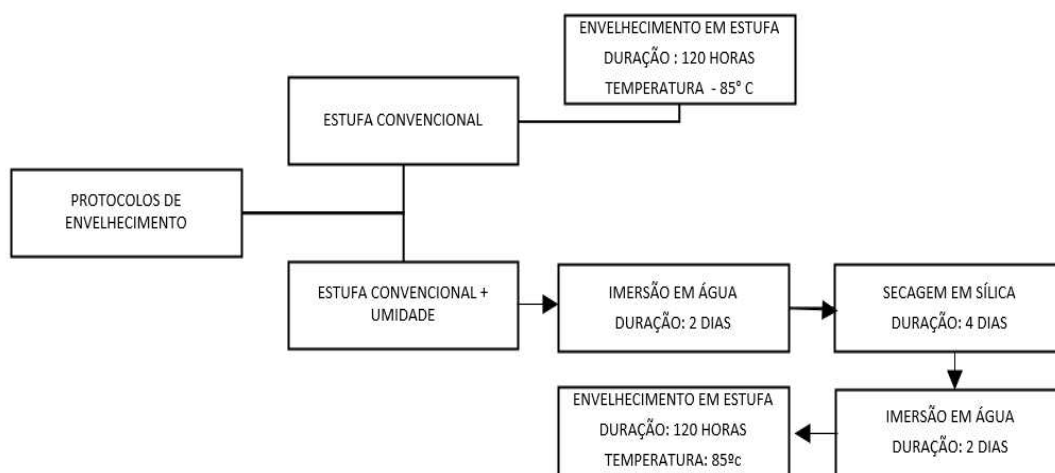 ENVELHECIMENTO EM ESTUFA
DURAÇÃO : 120 HORAS
TEMPERATURA - 85° C
ESTUFA CONVENCIONAL
PROTOCOLOS DE
ENVELHECIMENTO
ESTUFA CONVENCIONAL +
UMIDADE
IMERSÃO EM ÁGUA
DURAÇÃO: 2 DIAS
SECAGEM EM SÍLICA
DURAÇÃO: 4 DIAS
IMERSÃO EM ÁGUA
DURAÇÃO: 2 DIAS
ENVELHECIMENTO EM ESTUFA
DURAÇÃO: 120 HORAS
TEMPERATURA: 85ºc